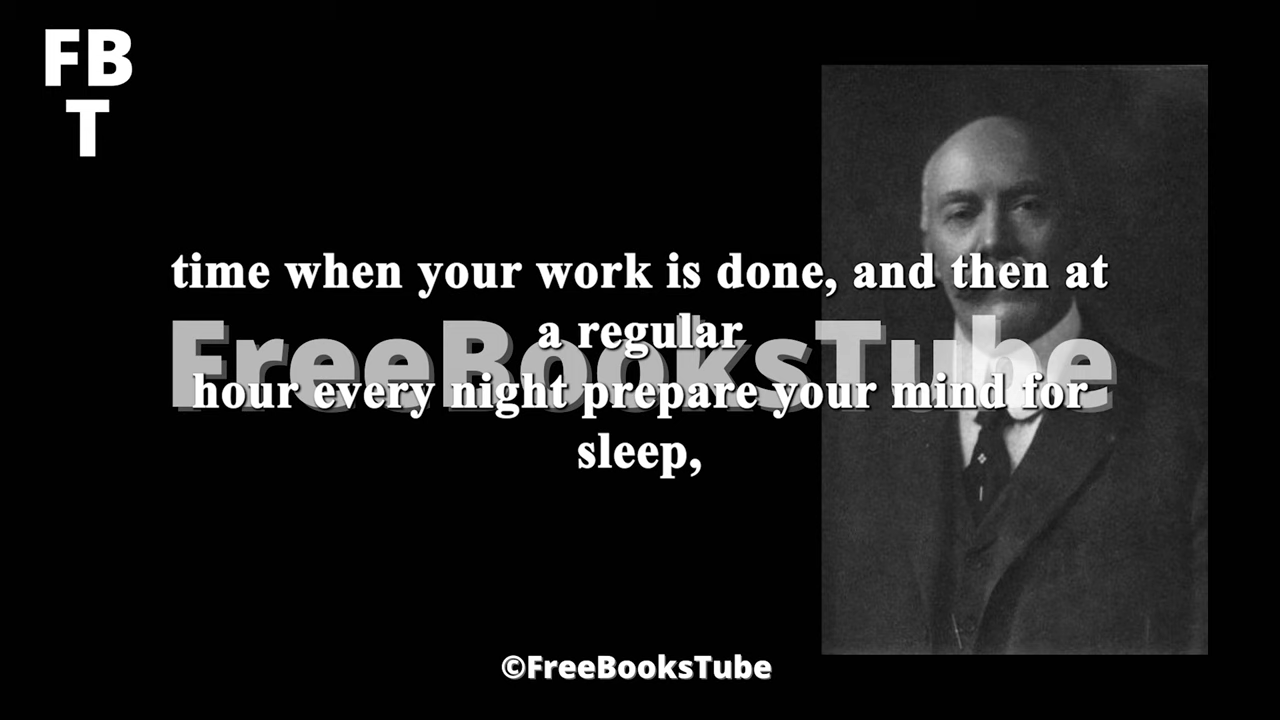 FB
T
time when your work is done, and then at
a regular
FreeBooksTube
hour every night prepare your mind for
sleep,
©FreeBooksTube